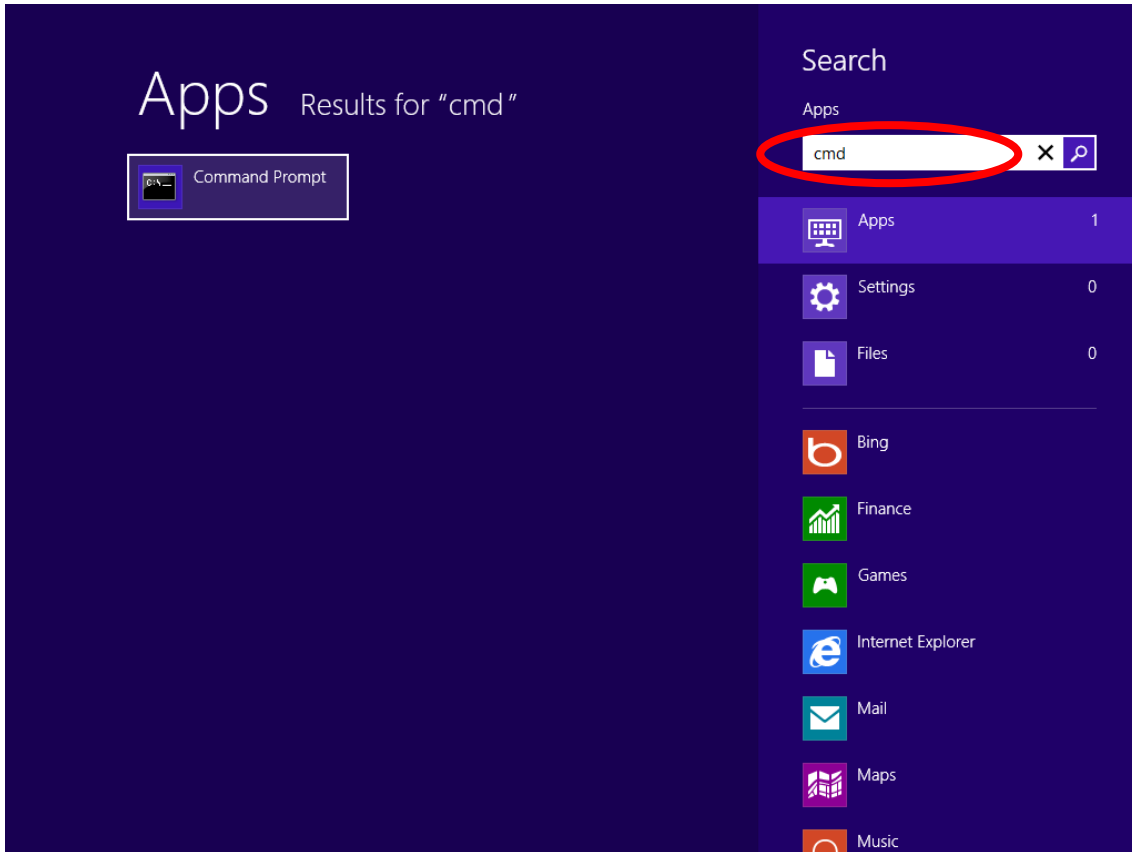 Apps Results for “cmd”
Command Prompt
C:\_
Search
Apps
cmd
Apps 1
Settings 0
Files 0
Bing
Finance
Games
Internet Explorer
Mail
Maps
Music